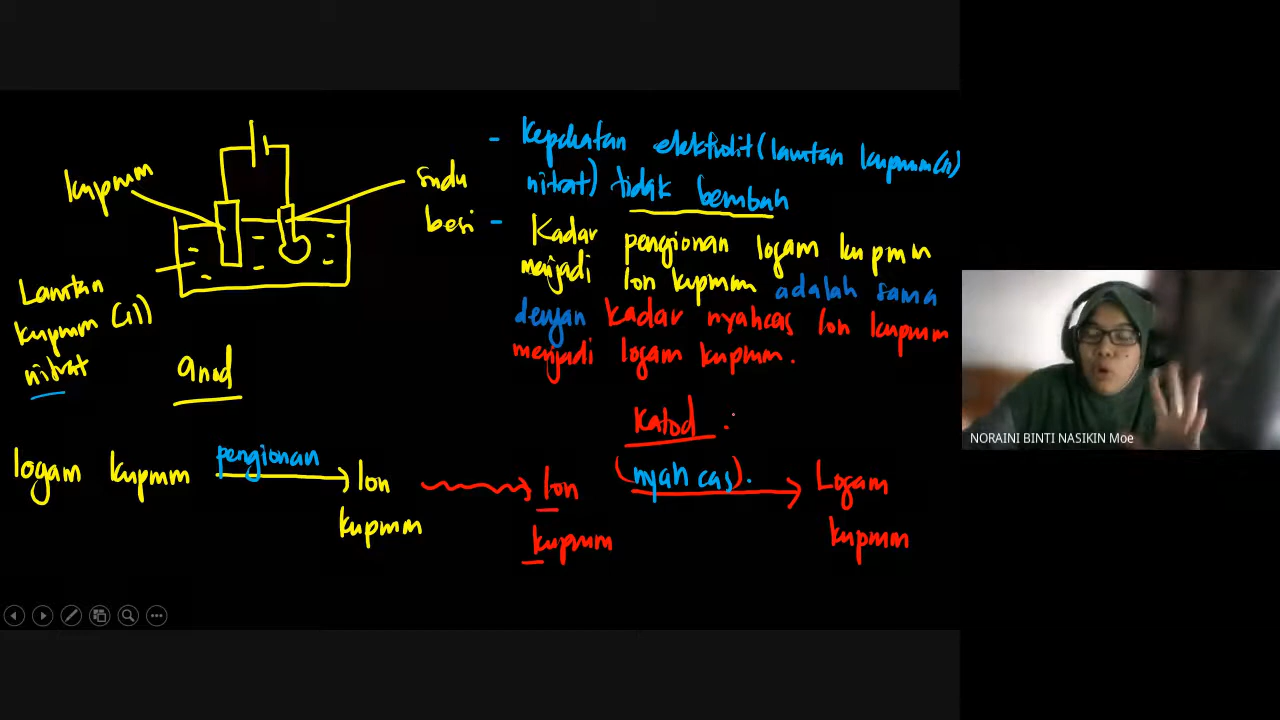 kuprum
sudu
besi
Larutan
kuprum (II)
nitrat
- Kepekatan elektrolit (larutan kuprum (II)
nitrat) tidak berubah
- Kadar pengionan logam kuprum
menjadi ion kuprum adalah sama
dengan kadar nyahcas ion kuprum
menjadi logam kuprum.
anod
katod :
logam kuprum pengionan Ion
kuprum
Ion
kuprum
(nyahcas).
Logam
kuprum
NORAINI BINTI NASIKIN Moe